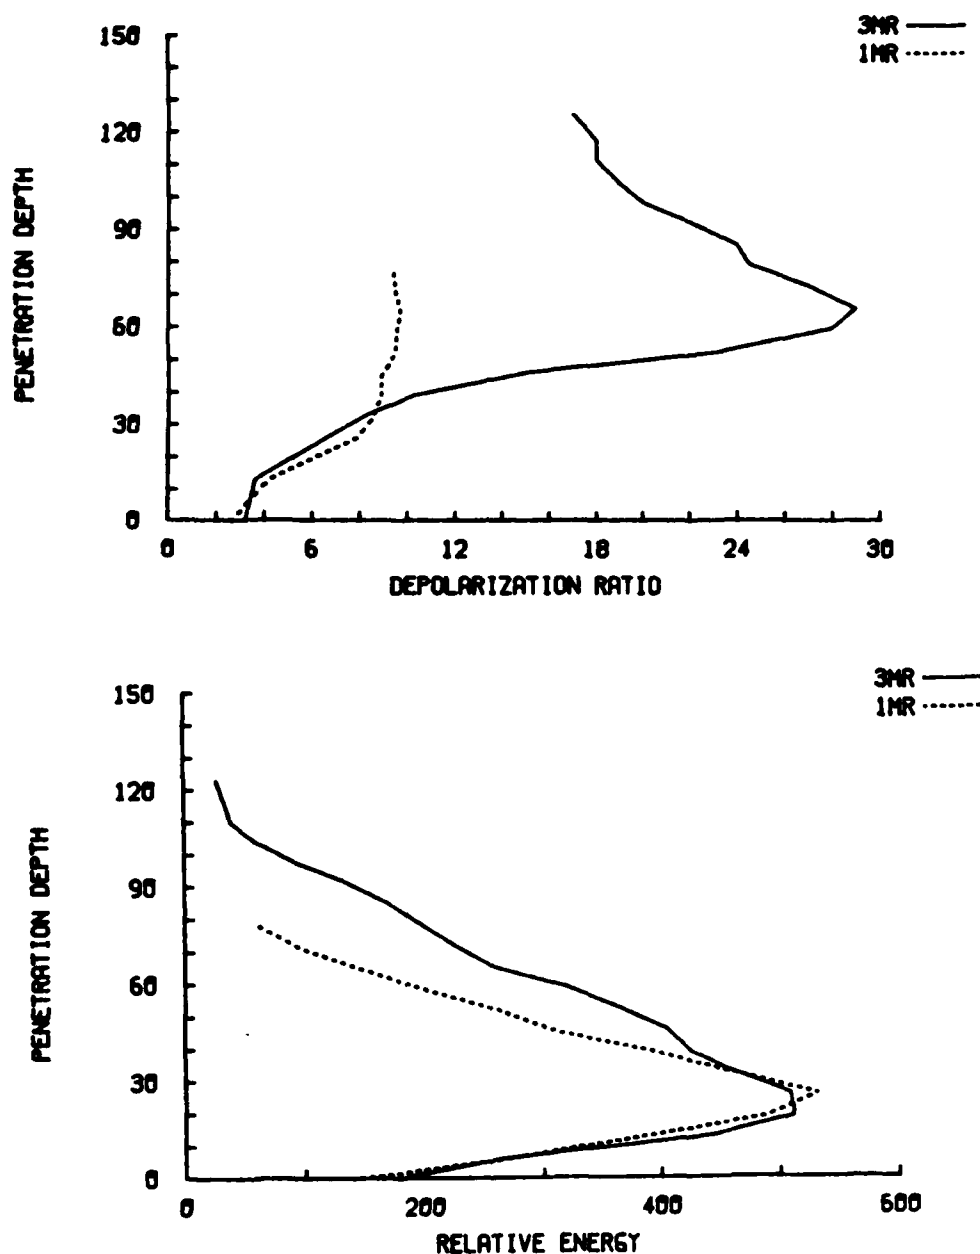 3MR
1MR
150
120
90
60
30
0
PENETRATION DEPTH
0 6 12 18 24 30
DEPOLARIZATION RATIO
3MR
1MR
150
120
90
60
30
0
PENETRATION DEPTH
0 200 400 600
RELATIVE ENERGY